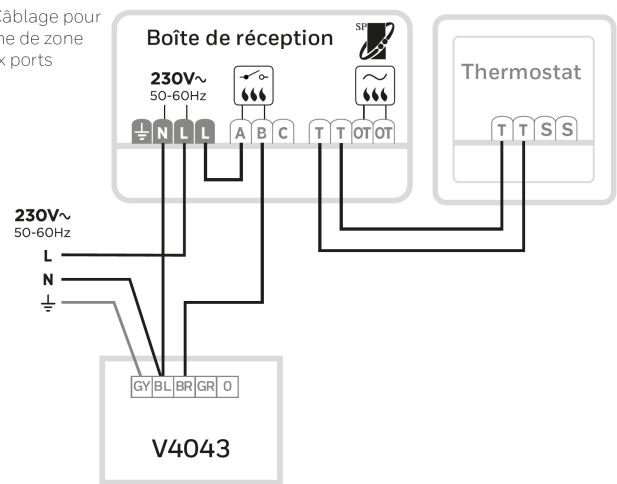 Câblage pour
ne de zone
x ports
Boîte de réception
SP
230V~
50-60Hz
N L L A B C T T OT OT
Thermostat
T T S S
230V~
50-60Hz
L
N
GY BL BR GR O
V4043